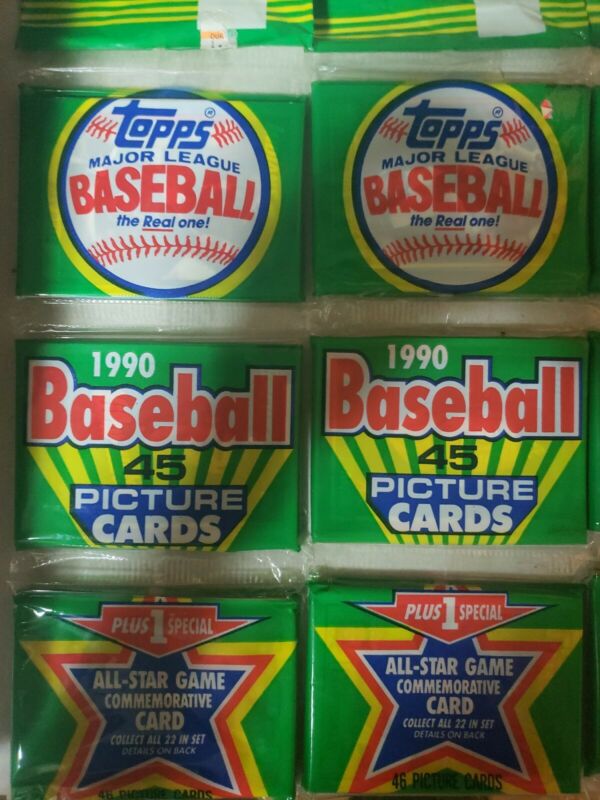 Topps®
MAJOR LEAGUE
BASEBALL
the Real one!
Topps®
MAJOR LEAGUE
BASEBALL
the Real one!
1990
Baseball
45
PICTURE
CARDS
1990
Baseball
45
PICTURE
CARDS
PLUS 1 SPECIAL
ALL-STAR GAME
COMMEMORATIVE
CARD
COLLECT ALL 22 IN SET
DETAILS ON BACK
46 PICTURE CARDS
PLUS 1 SPECIAL
ALL-STAR GAME
COMMEMORATIVE
CARD
COLLECT ALL 22 IN SET
DETAILS ON BACK
46 PICTURE CARDS